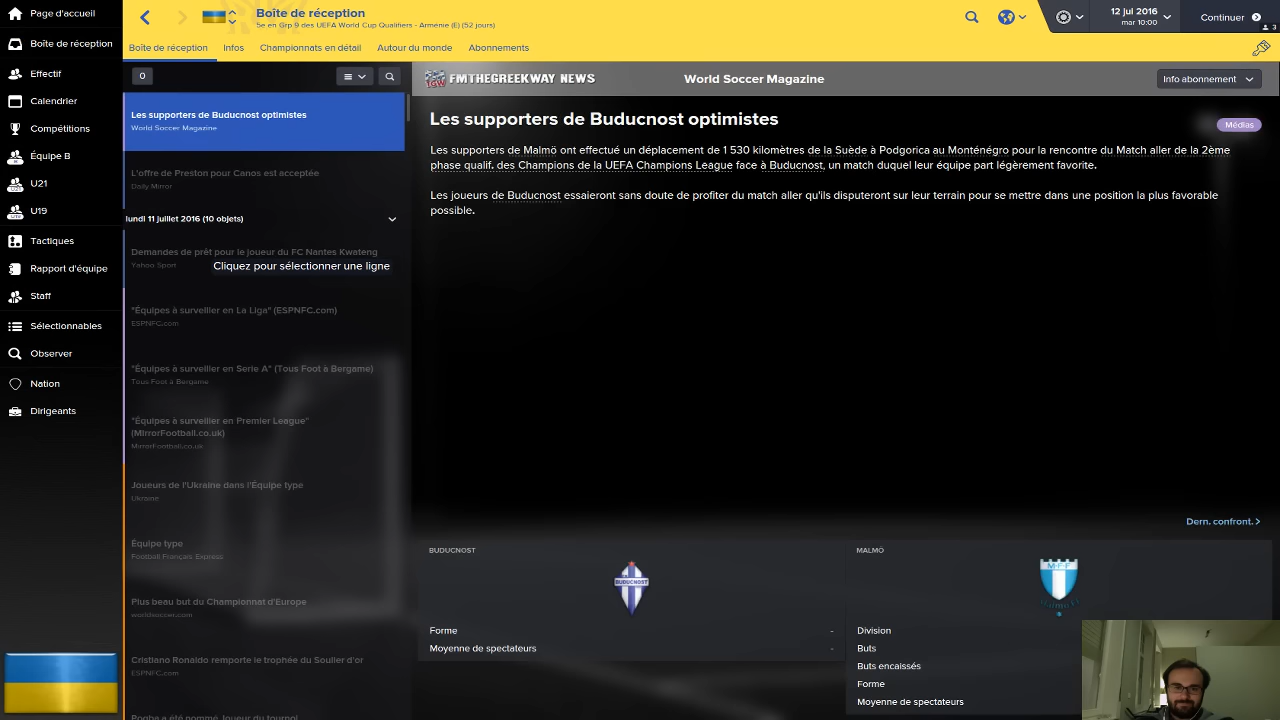 Page d'accueil
Boîte de réception
Effectif
Calendrier
Compétitions
Équipe B
U21
U19
Tactiques
Rapport d'équipe
Staff
Sélectionnables
Observer
Nation
Dirigeants
Boîte de réception
5e en Grp 9 des UEFA World Cup Qualifiers - Arménie (E) (52 jours)
12 jul 2016
mar 10:00
Continuer
3
Boîte de réception
Infos
Championnats en détail
Autour du monde
Abonnements
0
Les supporters de Buducnost optimistes
World Soccer Magazine
L'offre de Preston pour Canos est acceptée
Daily Mirror
lundi 11 juillet 2016 (10 objets)
Demandes de prêt pour le joueur du FC Nantes Kwateng
Yahoo Sport
Cliquez pour sélectionner une ligne
"Équipes à surveiller en La Liga" (ESPNFC.com)
ESPNFC.com
"Équipes à surveiller en Serie A" (Tous Foot à Bergame)
Tous Foot à Bergame
"Équipes à surveiller en Premier League"
(MirrorFootball.co.uk)
MirrorFootball.co.uk
Joueurs de l'Ukraine dans l'Équipe type
Ukraine
Équipe type
Football Français Express
Plus beau but du Championnat d'Europe
worldsoccer.com
Cristiano Ronaldo remporte le trophée du Soulier d'or
ESPNFC.com
Pogba a été nommé Joueur du tournoi
FMTHEGREEKWAY NEWS
World Soccer Magazine
Info abonnement
Les supporters de Buducnost optimistes
Médias
Les supporters de Malmö ont effectué un déplacement de 1 530 kilomètres de la Suède à Podgorica au Monténégro pour la rencontre du Match aller de la 2ème
phase qualif. des Champions de la UEFA Champions League face à Buducnost, un match duquel leur équipe part légèrement favorite.
Les joueurs de Buducnost essaieront sans doute de profiter du match aller qu'ils disputeront sur leur terrain pour se mettre dans une position la plus favorable
possible.
Dern. confront.
BUDUCNOST
BUDUCNOST
Forme -
Moyenne de spectateurs -
MALMÖ
M.F.F
Division
Buts
Buts encaissés
Forme
Moyenne de spectateurs